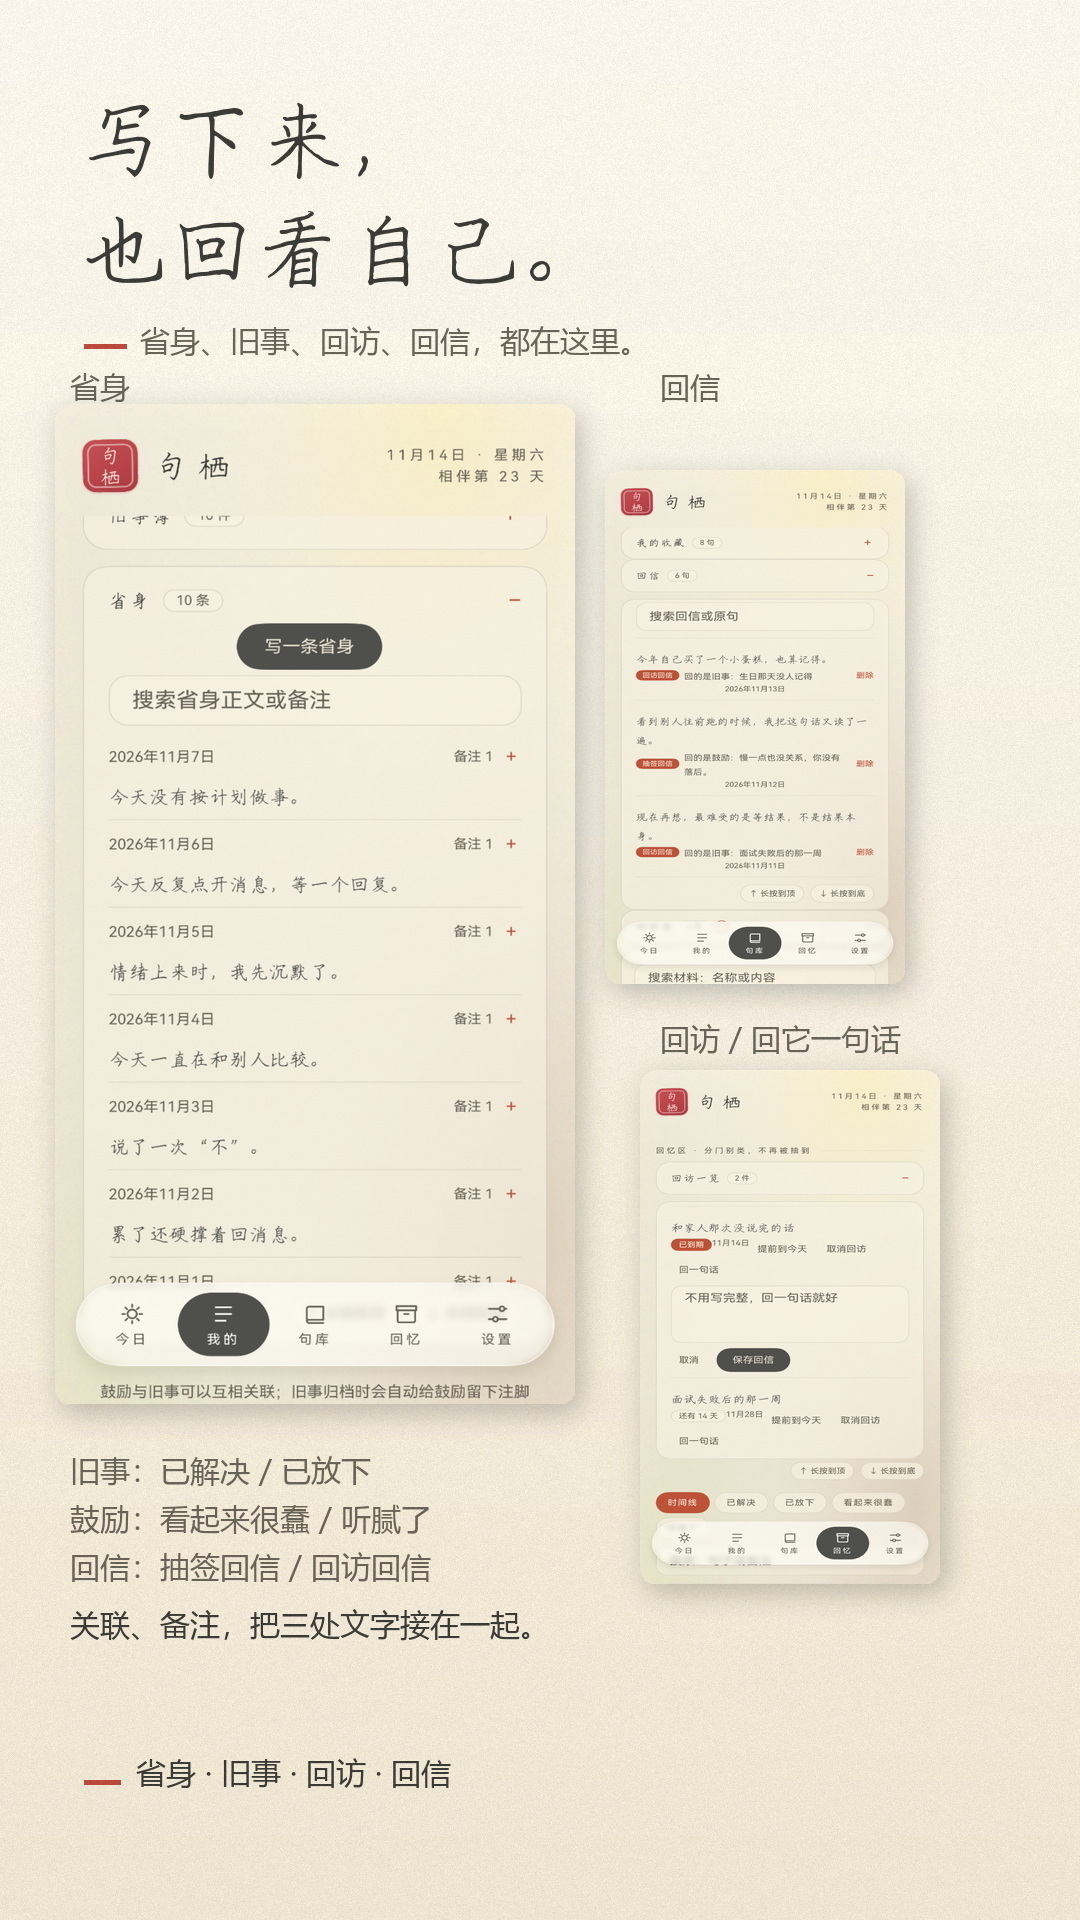 写下来，
也回看自己。
省身、旧事、回访、回信，都在这里。
省身
句栖
句栖
11月14日 · 星期六
相伴第 23 天
旧事簿 10 件 +
省身 10 条 −
写一条省身
搜索省身正文或备注
2026年11月7日 备注 1 +
今天没有按计划做事。
2026年11月6日 备注 1 +
今天反复点开消息，等一个回复。
2026年11月5日 备注 1 +
情绪上来时，我先沉默了。
2026年11月4日 备注 1 +
今天一直在和别人比较。
2026年11月3日 备注 1 +
说了一次“不”。
2026年11月2日 备注 1 +
累了还硬撑着回消息。
2026年11月1日 备注 1 +
今日 我的 句库 回忆 设置
鼓励与旧事可以互相关联；旧事归档时会自动给鼓励留下注脚
回信
句栖
句栖
11月14日 · 星期六
相伴第 23 天
我的收藏 8 句 +
回信 6 句 −
搜索回信或原句
今年自己买了一个小蛋糕，也算记得。
回访回信 回的是旧事：生日那天没人记得 删除
2026年11月13日
看到别人往前跑的时候，我把这句话又读了一
遍。
抽签回信 回的是鼓励：慢一点也没关系，你没有 删除
落后。
2026年11月12日
现在再想，最难受的是等结果，不是结果本
身。
回访回信 回的是旧事：面试失败后的那一周 删除
2026年11月11日
↑ 长按到顶 ↓ 长按到底
今日 我的 句库 回忆 设置
搜索材料：名称或内容
回访 / 回它一句话
句栖
句栖
11月14日 · 星期六
相伴第 23 天
回忆区 · 分门别类，不再被抽到
回访一览 2 件 −
和家人那次没说完的话
已到期 11月14日 提前到今天 取消回访
回一句话
不用写完整，回一句话就好
取消 保存回信
面试失败后的那一周
还有 14 天 11月28日 提前到今天 取消回访
回一句话
↑ 长按到顶 ↓ 长按到底
时间线 已解决 已放下 看起来很蠢
今日 我的 句库 回忆 设置
旧事：已解决 / 已放下
鼓励：看起来很蠢 / 听腻了
回信：抽签回信 / 回访回信
关联、备注，把三处文字接在一起。
省身 · 旧事 · 回访 · 回信